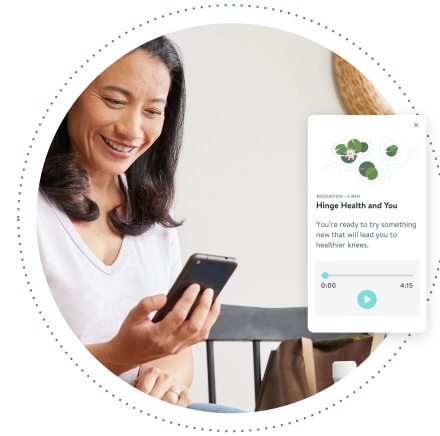 EDUCATION • 5 MIN
Hinge Health and You
You're ready to try something
new that will lead you to
healthier knees.
0:00 4:15